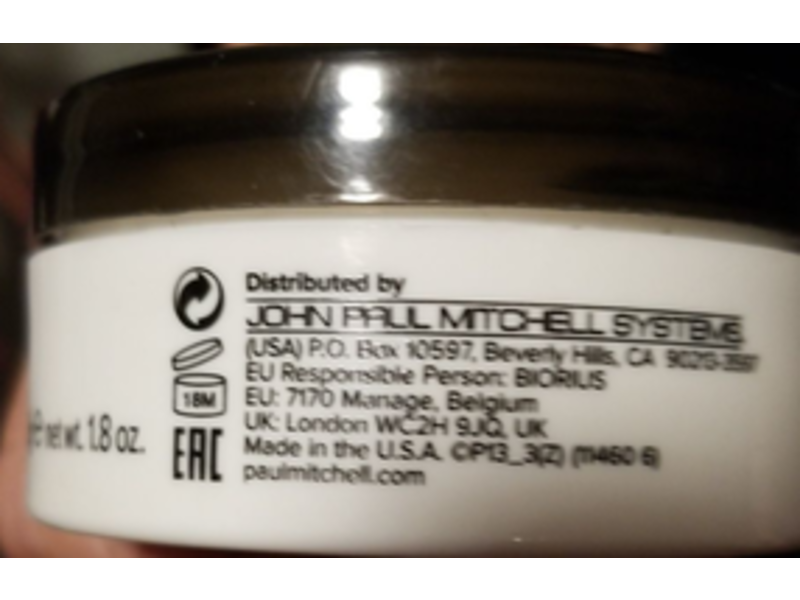 Distributed by
JOHN PAUL MITCHELL SYSTEMS
(USA) P.O. Box 10597, Beverly Hills, CA 90213-3597
EU Responsible Person: BIORIUS
EU: 7170 Manage, Belgium
UK: London WC2H 9JQ, UK
Made in the U.S.A. ©P13_3(Z) (11460 6)
paulmitchell.com
18M
EAC
e net wt. 1.8 oz.